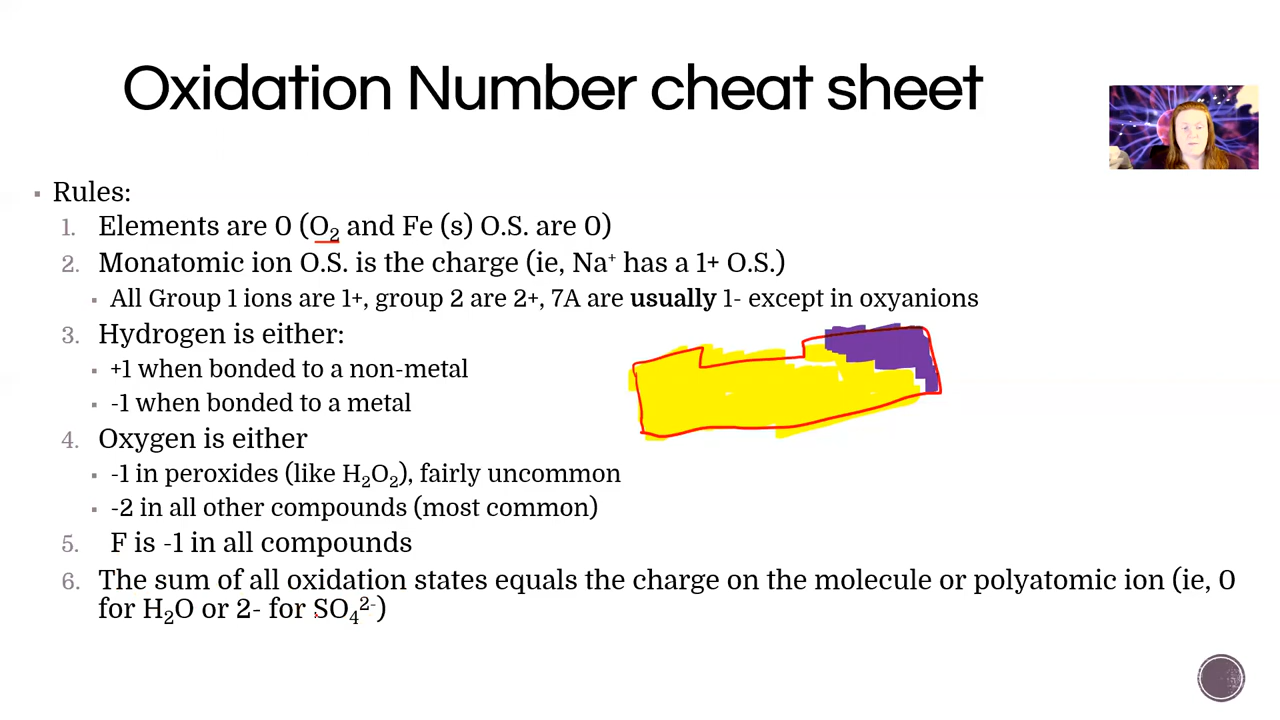 Oxidation Number cheat sheet
▪ Rules:
1. Elements are 0 (O₂ and Fe (s) O.S. are 0)
2. Monatomic ion O.S. is the charge (ie, Na⁺ has a 1+ O.S.)
▪ All Group 1 ions are 1+, group 2 are 2+, 7A are usually 1- except in oxyanions
3. Hydrogen is either:
▪ +1 when bonded to a non-metal
▪ -1 when bonded to a metal
4. Oxygen is either
▪ -1 in peroxides (like H₂O₂), fairly uncommon
▪ -2 in all other compounds (most common)
5. F is -1 in all compounds
6. The sum of all oxidation states equals the charge on the molecule or polyatomic ion (ie, 0
for H₂O or 2- for SO₄²⁻)